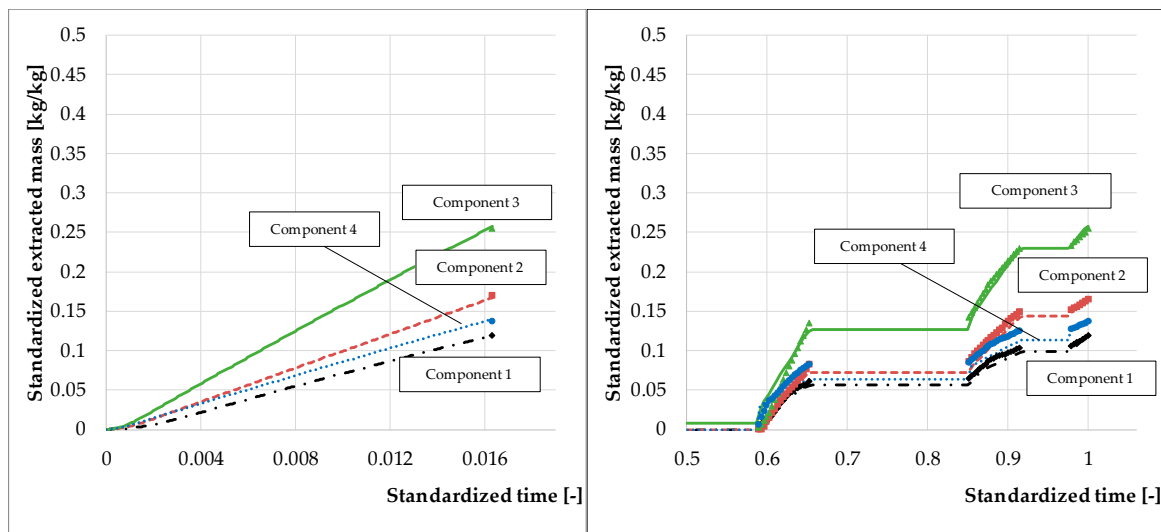 Standardized extracted mass [kg/kg]
0.5
0.45
0.4
0.35
0.3
0.25
0.2
0.15
0.1
0.05
0
Component 3
Component 4
Component 2
Component 1
0 0.004 0.008 0.012 0.016
Standardized time [-]
Standardized extracted mass [kg/kg]
0.5
0.45
0.4
0.35
0.3
0.25
0.2
0.15
0.1
0.05
0
Component 3
Component 4
Component 2
Component 1
0.5 0.6 0.7 0.8 0.9 1
Standardized time [-]